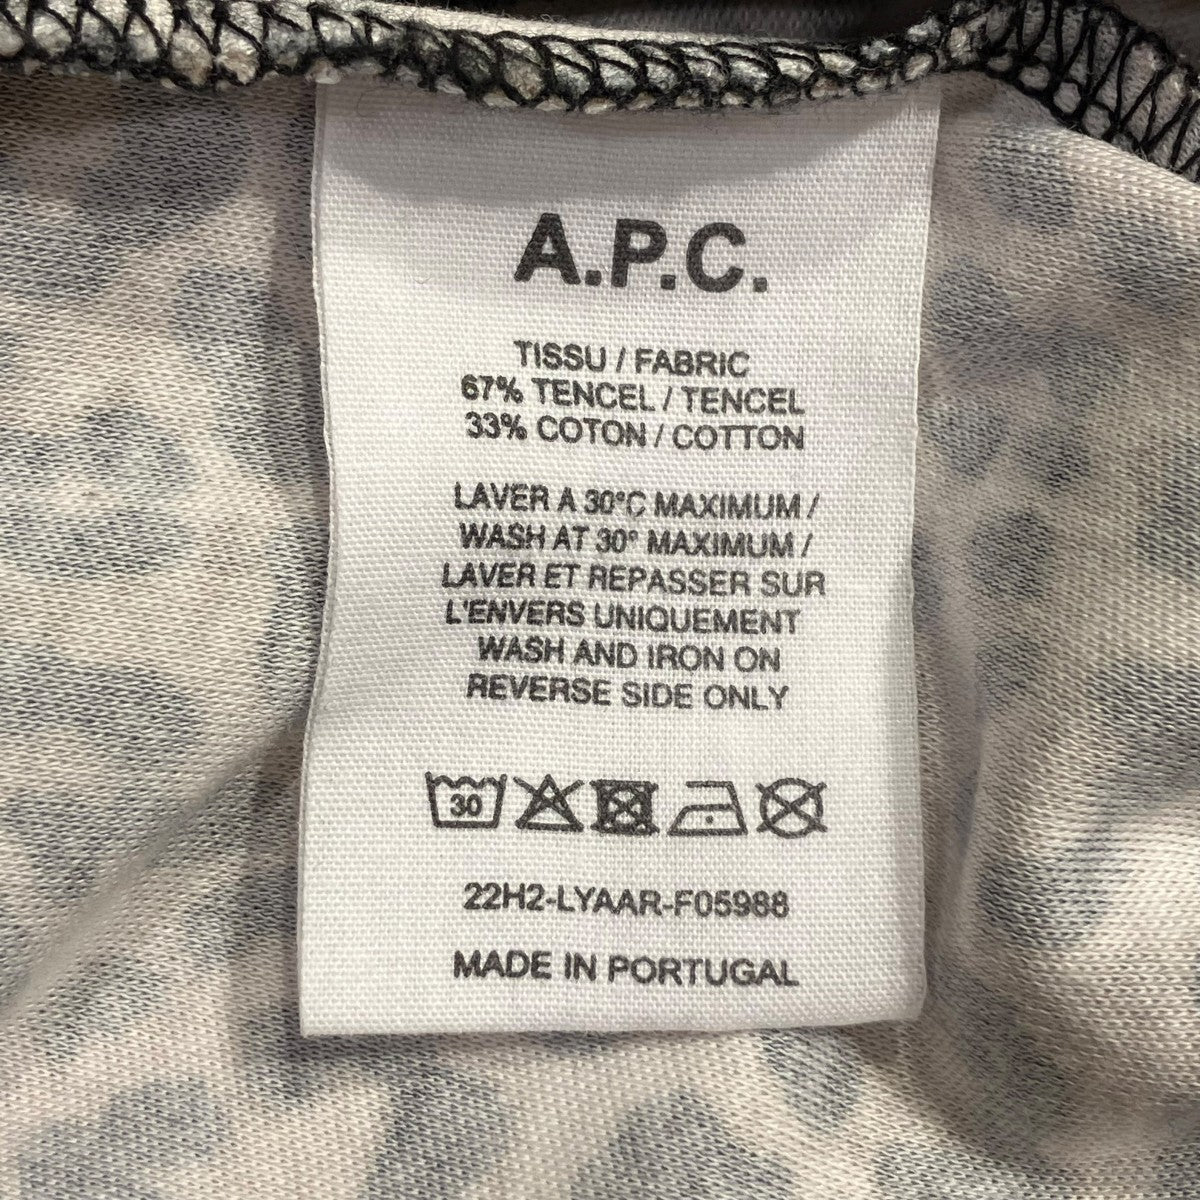 A.P.C.
TISSU / FABRIC
67% TENCEL / TENCEL
33% COTON / COTTON
LAVER A 30°C MAXIMUM /
WASH AT 30° MAXIMUM /
LAVER ET REPASSER SUR
L'ENVERS UNIQUEMENT
WASH AND IRON ON
REVERSE SIDE ONLY
30
22H2-LYAAR-F05988
MADE IN PORTUGAL